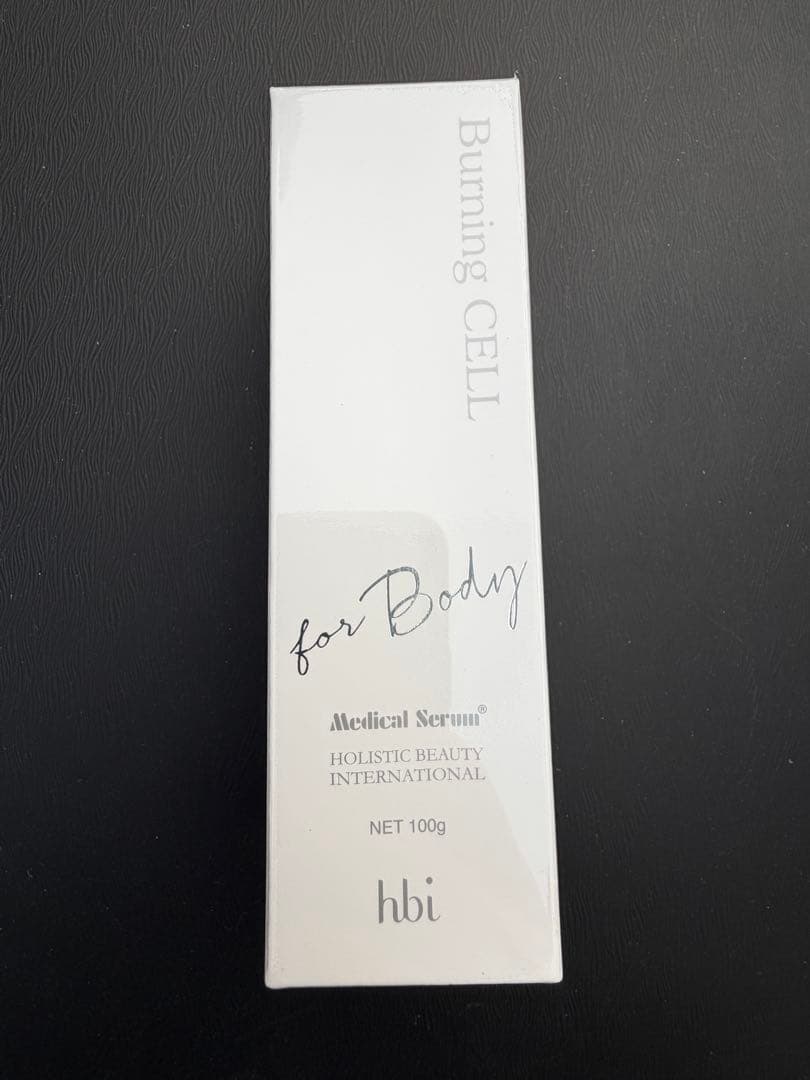 Burning CELL
for Body
Medical Serum®
HOLISTIC BEAUTY
INTERNATIONAL
NET 100g
hbi